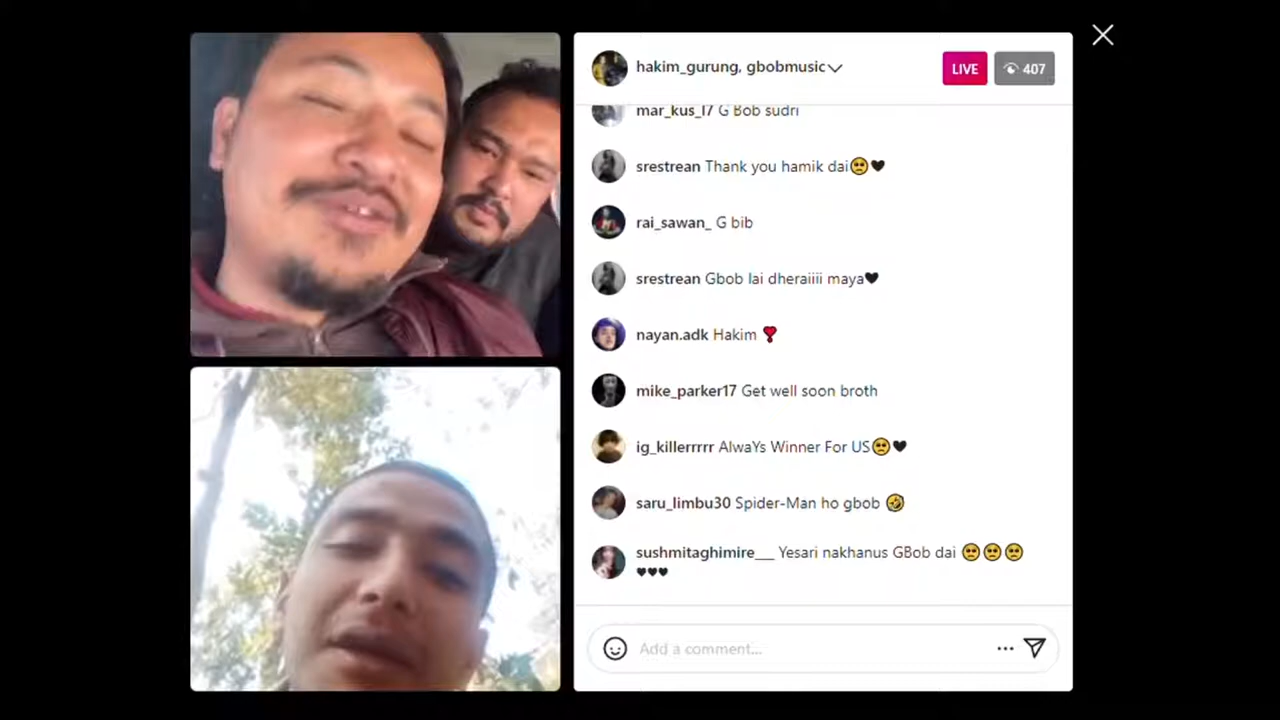 hakim_gurung, gbobmusic
LIVE
407
mar_kus_17 G Bob sudri
srestrean Thank you hamik dai🥺🖤
rai_sawan_ G bib
srestrean Gbob lai dheraiiii maya🖤
nayan.adk Hakim ❣️
mike_parker17 Get well soon broth
ig_killerrrrr AlwaYs Winner For US🥺🖤
saru_limbu30 Spider-Man ho gbob 🤣
sushmitaghimire___ Yesari nakhanus GBob dai 🥺🥺🥺
♥♥♥
Add a comment...